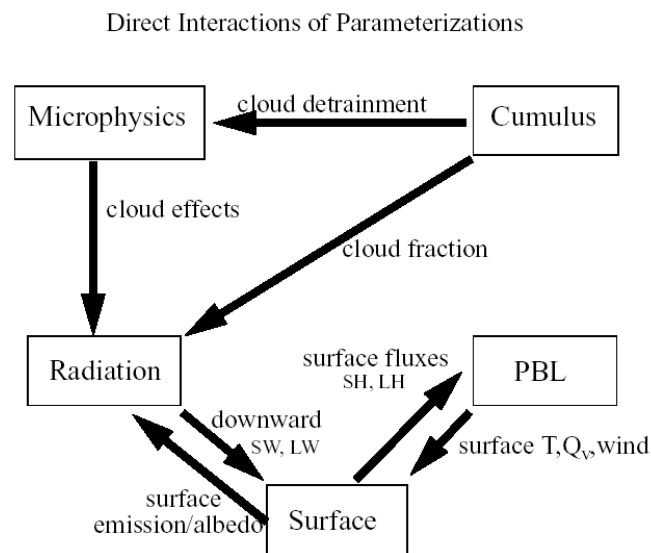 Direct Interactions of Parameterizations
cloud detrainment
Microphysics
Cumulus
cloud effects
cloud fraction
Radiation
surface fluxes
SH, LH
PBL
downward
SW, LW
surface T,Qv,wind
surface
emission/albedo
Surface